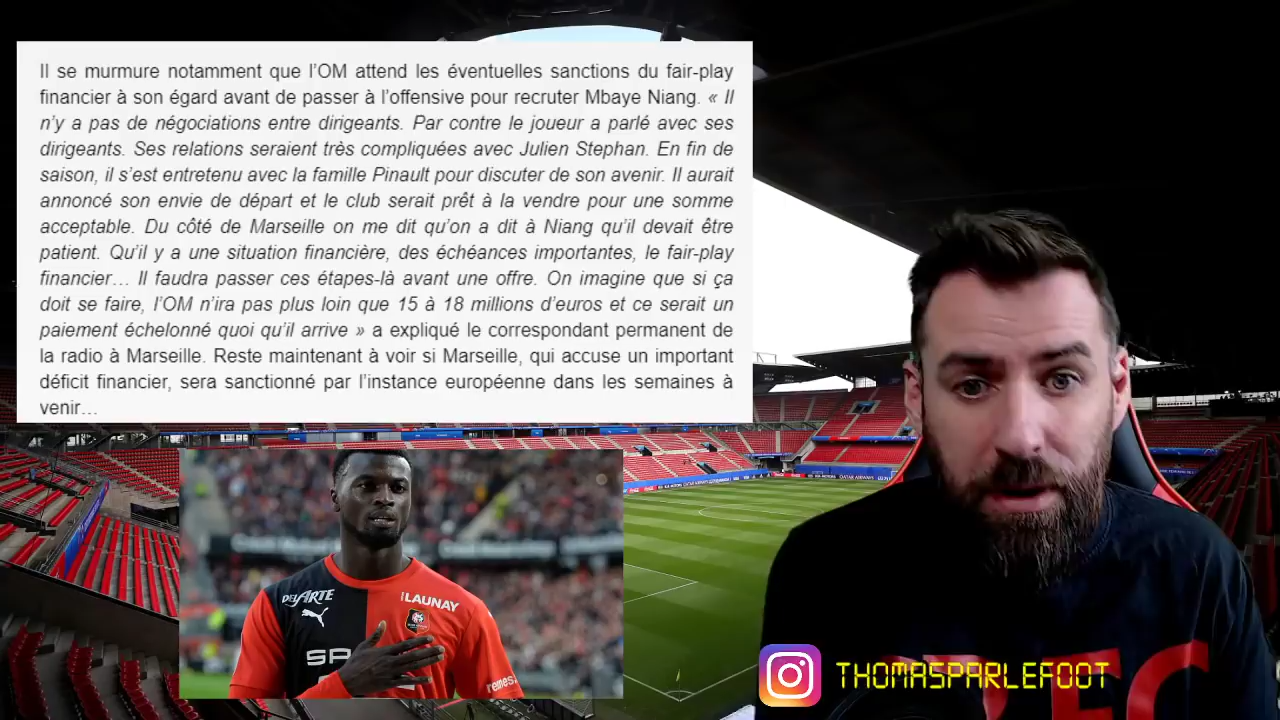 Il se murmure notamment que l’OM attend les éventuelles sanctions du fair-play
financier à son égard avant de passer à l’offensive pour recruter Mbaye Niang. « Il
n’y a pas de négociations entre dirigeants. Par contre le joueur a parlé avec ses
dirigeants. Ses relations seraient très compliquées avec Julien Stephan. En fin de
saison, il s’est entretenu avec la famille Pinault pour discuter de son avenir. Il aurait
annoncé son envie de départ et le club serait prêt à la vendre pour une somme
acceptable. Du côté de Marseille on me dit qu’on a dit à Niang qu’il devait être
patient. Qu’il y a une situation financière, des échéances importantes, le fair-play
financier… Il faudra passer ces étapes-là avant une offre. On imagine que si ça
doit se faire, l’OM n’ira pas plus loin que 15 à 18 millions d’euros et ce serait un
paiement échelonné quoi qu’il arrive » a expliqué le correspondant permanent de
la radio à Marseille. Reste maintenant à voir si Marseille, qui accuse un important
déficit financier, sera sanctionné par l’instance européenne dans les semaines à
venir…
QATAR AIRWAYS
DEL ARTE
LAUNAY
rennes
THOMASPARLEFOOT